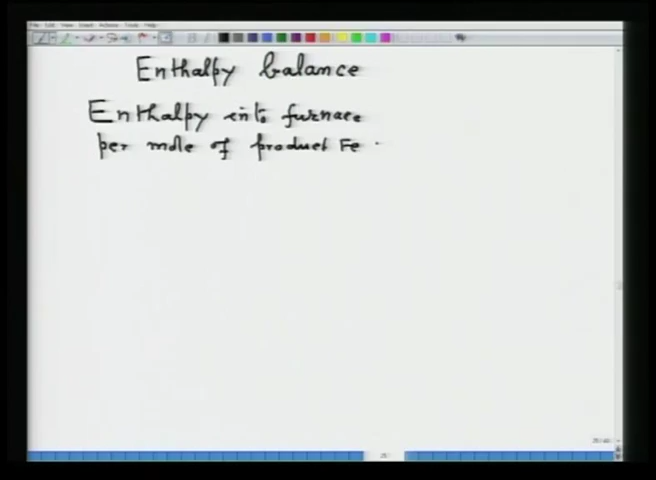 Enthalpy balance
Enthalpy into furnace
per mole of product Fe